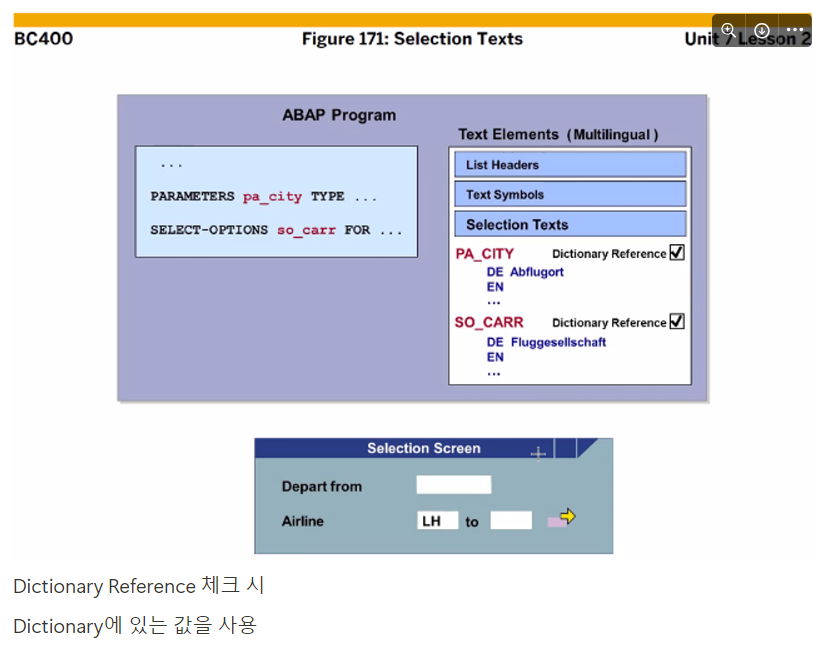 BC400
Figure 171: Selection Texts
Unit 7 Lesson 2
ABAP Program
...
PARAMETERS pa_city TYPE ...
SELECT-OPTIONS so_carr FOR ...
Text Elements (Multilingual)
List Headers
Text Symbols
Selection Texts
PA_CITY Dictionary Reference
DE Abflugort
EN
...
SO_CARR Dictionary Reference
DE Fluggesellschaft
EN
...
Selection Screen
Depart from
Airline LH to
Dictionary Reference 체크 시
Dictionary에 있는 값을 사용